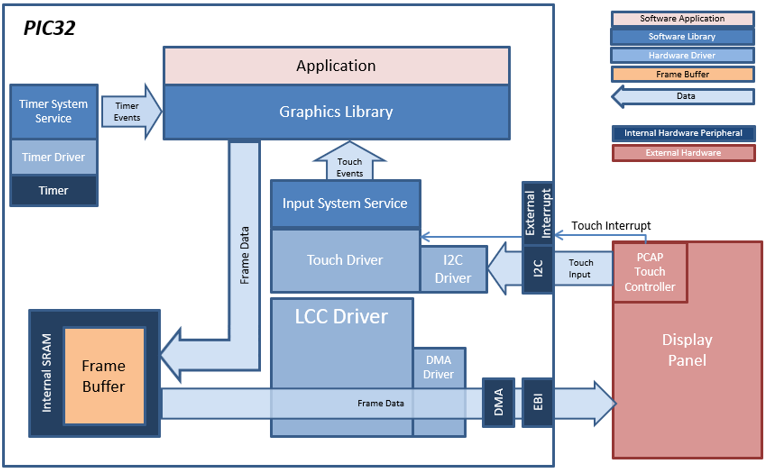 PIC32
Application
Graphics Library
Timer System
Service
Timer Driver
Timer
Timer
Events
Touch
Events
Input System Service
Touch Driver
I2C
Driver
External
Interrupt
I2C
Touch Interrupt
Touch
Input
PCAP
Touch
Controller
Display
Panel
Frame Data
LCC Driver
DMA
Driver
Internal SRAM
Frame
Buffer
Frame Data
DMA
EBI
Software Application
Software Library
Hardware Driver
Frame Buffer
Data
Internal Hardware Peripheral
External Hardware